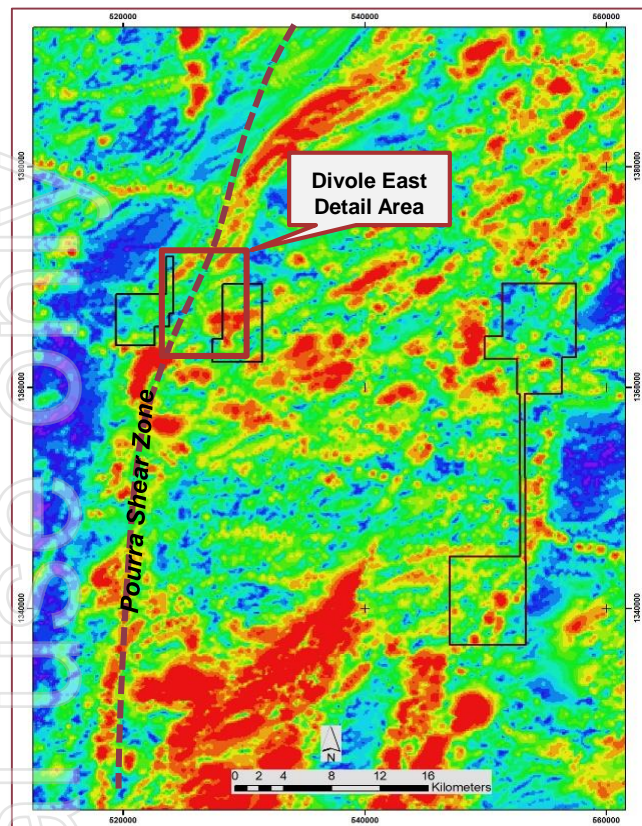 520000 540000 560000
1380000 1380000
Divole East
Detail Area
1360000 1360000
Pourra Shear Zone
1340000 1340000
N
0 2 4 8 12 16
Kilometers
520000 540000 560000